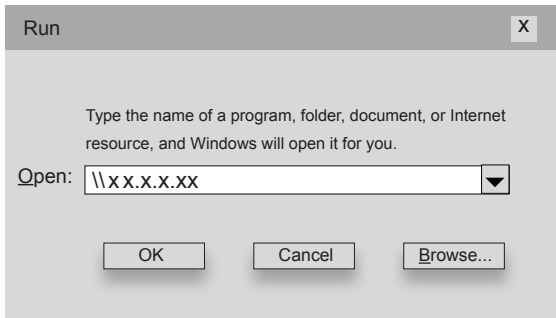 Run
X
Type the name of a program, folder, document, or Internet
resource, and Windows will open it for you.
Open: \\x x.x.x.xx
OK Cancel Browse...